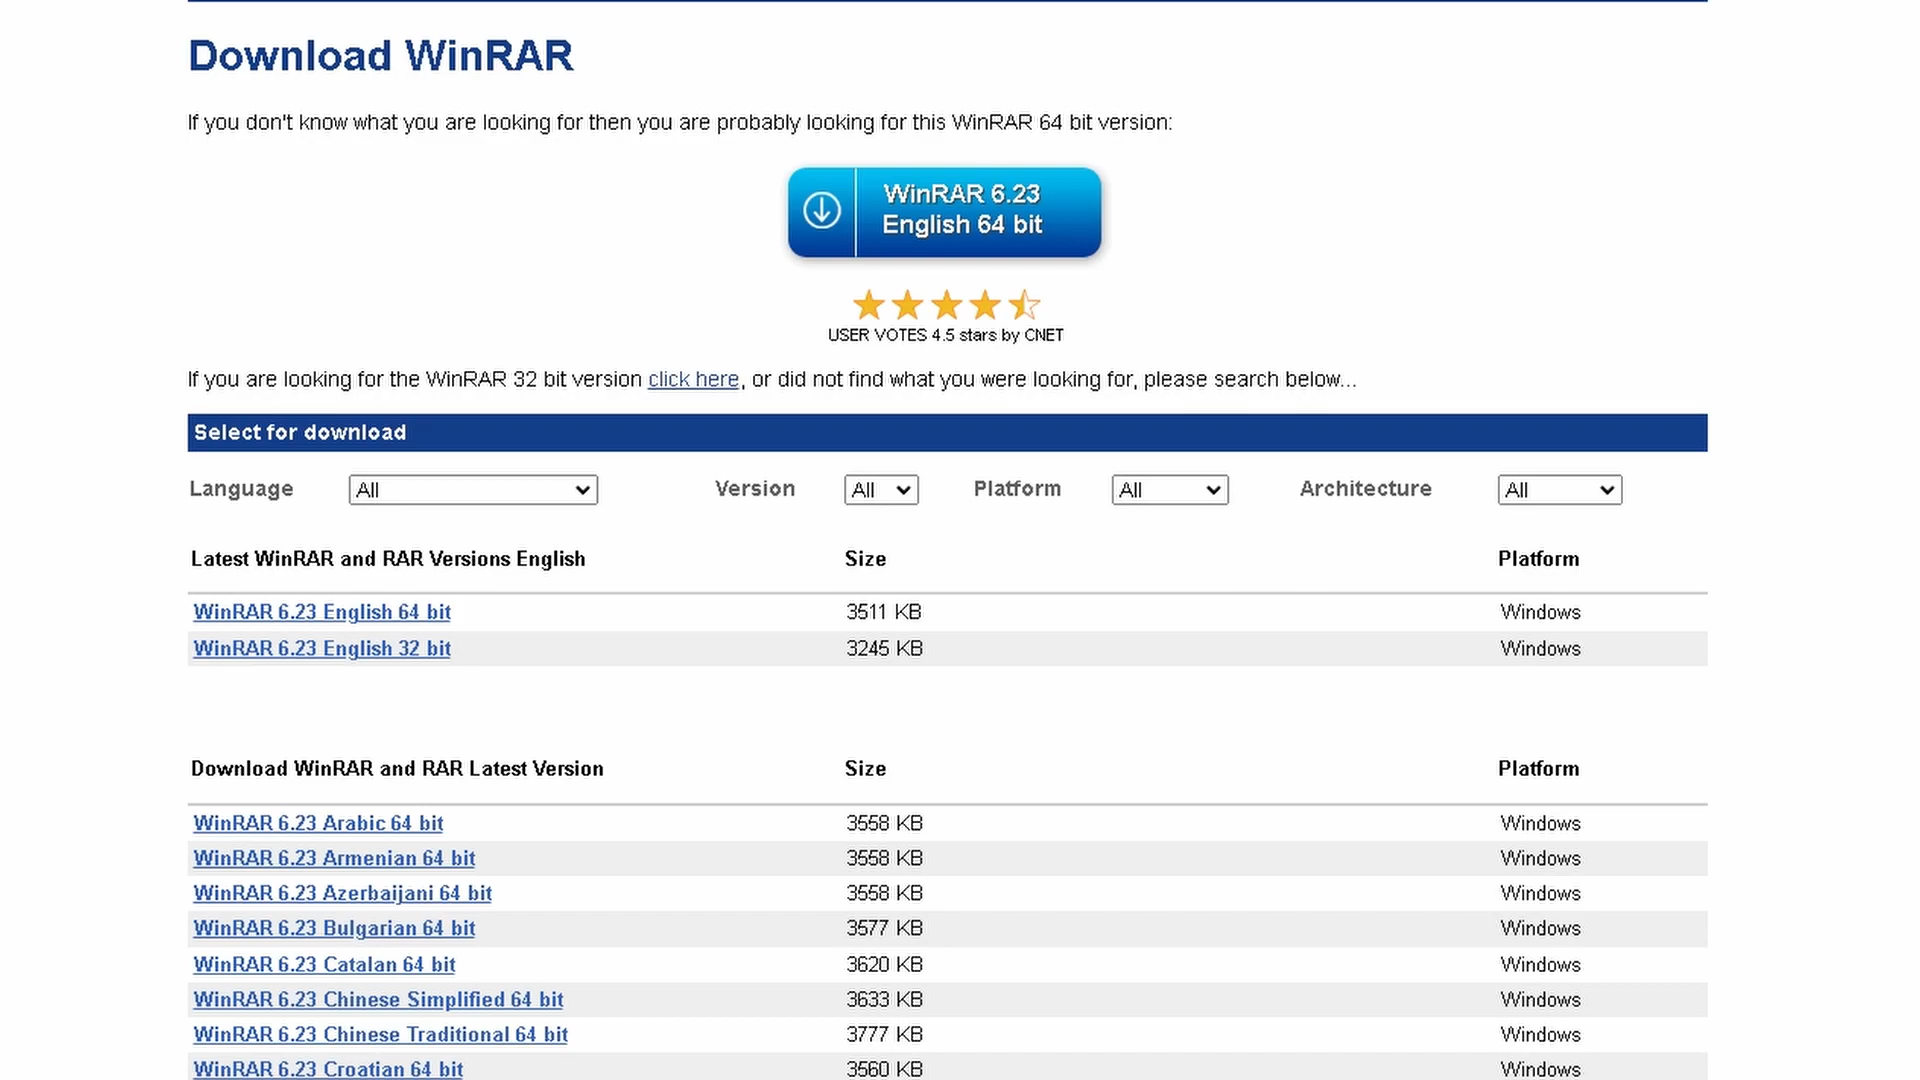 Download WinRAR
If you don't know what you are looking for then you are probably looking for this WinRAR 64 bit version:
WinRAR 6.23
English 64 bit
USER VOTES 4.5 stars by CNET
If you are looking for the WinRAR 32 bit version click here, or did not find what you were looking for, please search below...
Select for download
Language All Version All Platform All Architecture All
Latest WinRAR and RAR Versions English Size Platform
WinRAR 6.23 English 64 bit 3511 KB Windows
WinRAR 6.23 English 32 bit 3245 KB Windows
Download WinRAR and RAR Latest Version Size Platform
WinRAR 6.23 Arabic 64 bit 3558 KB Windows
WinRAR 6.23 Armenian 64 bit 3558 KB Windows
WinRAR 6.23 Azerbaijani 64 bit 3558 KB Windows
WinRAR 6.23 Bulgarian 64 bit 3577 KB Windows
WinRAR 6.23 Catalan 64 bit 3620 KB Windows
WinRAR 6.23 Chinese Simplified 64 bit 3633 KB Windows
WinRAR 6.23 Chinese Traditional 64 bit 3777 KB Windows
WinRAR 6.23 Croatian 64 bit 3560 KB Windows